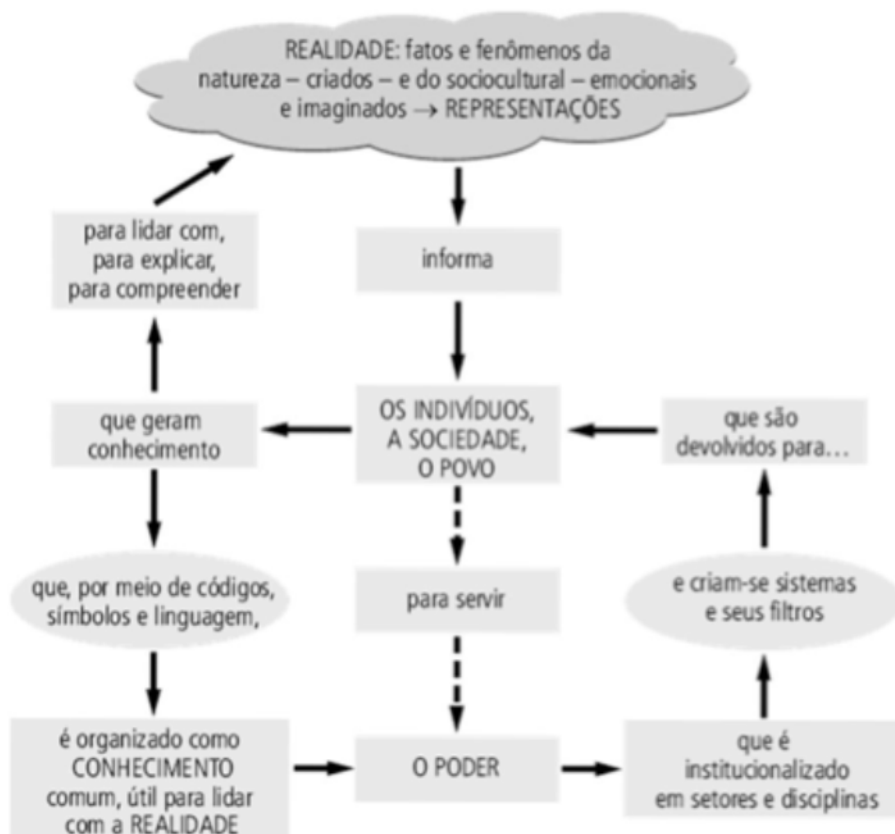 REALIDADE: fatos e fenômenos da
natureza – criados – e do sociocultural – emocionais
e imaginados → REPRESENTAÇÕES
para lidar com,
para explicar,
para compreender
informa
que geram
conhecimento
OS INDIVÍDUOS,
A SOCIEDADE,
O POVO
que são
devolvidos para...
que, por meio de códigos,
símbolos e linguagem,
para servir
e criam-se sistemas
e seus filtros
é organizado como
CONHECIMENTO
comum, útil para lidar
com a REALIDADE
O PODER
que é
institucionalizado
em setores e disciplinas